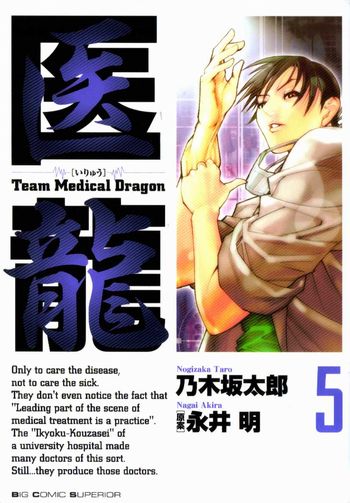 医龍
[いりゅう]
Team Medical Dragon
Only to care the disease,
not to care the sick.
They don't even notice the fact that
"Leading part of the scene of
medical treatment is a practice".
The "Ikyoku-Kouzasei" of
a university hospital made
many doctors of this sort.
Still...they produce those doctors.
Nogizaka Taro
乃木坂太郎
Nagai Akira
[原案]永井 明
5
BIG COMIC SUPERIOR